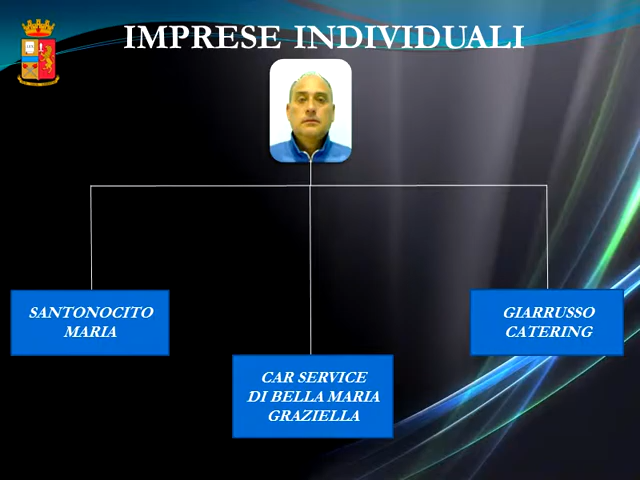 IMPRESE INDIVIDUALI
SANTONOCITO
MARIA
CAR SERVICE
DI BELLA MARIA
GRAZIELLA
GIARRUSSO
CATERING